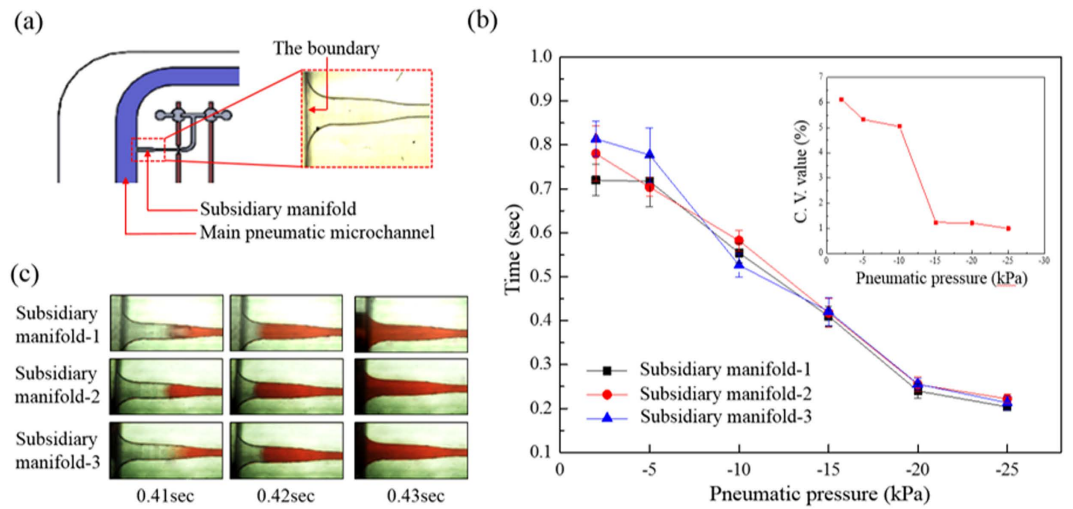 (a)
The boundary
Subsidiary manifold
Main pneumatic microchannel
(b)
1.0
0.9
0.8
0.7
0.6
0.5
0.4
0.3
0.2
0.1
Time (sec)
0
-5
-10
-15
-20
-25
Pneumatic pressure (kPa)
Subsidiary manifold-1
Subsidiary manifold-2
Subsidiary manifold-3
7
6
5
4
3
2
1
0
C. V. value (%)
0
-5
-10
-15
-20
-25
-30
Pneumatic pressure (kPa)
(c)
Subsidiary
manifold-1
Subsidiary
manifold-2
Subsidiary
manifold-3
0.41sec
0.42sec
0.43sec